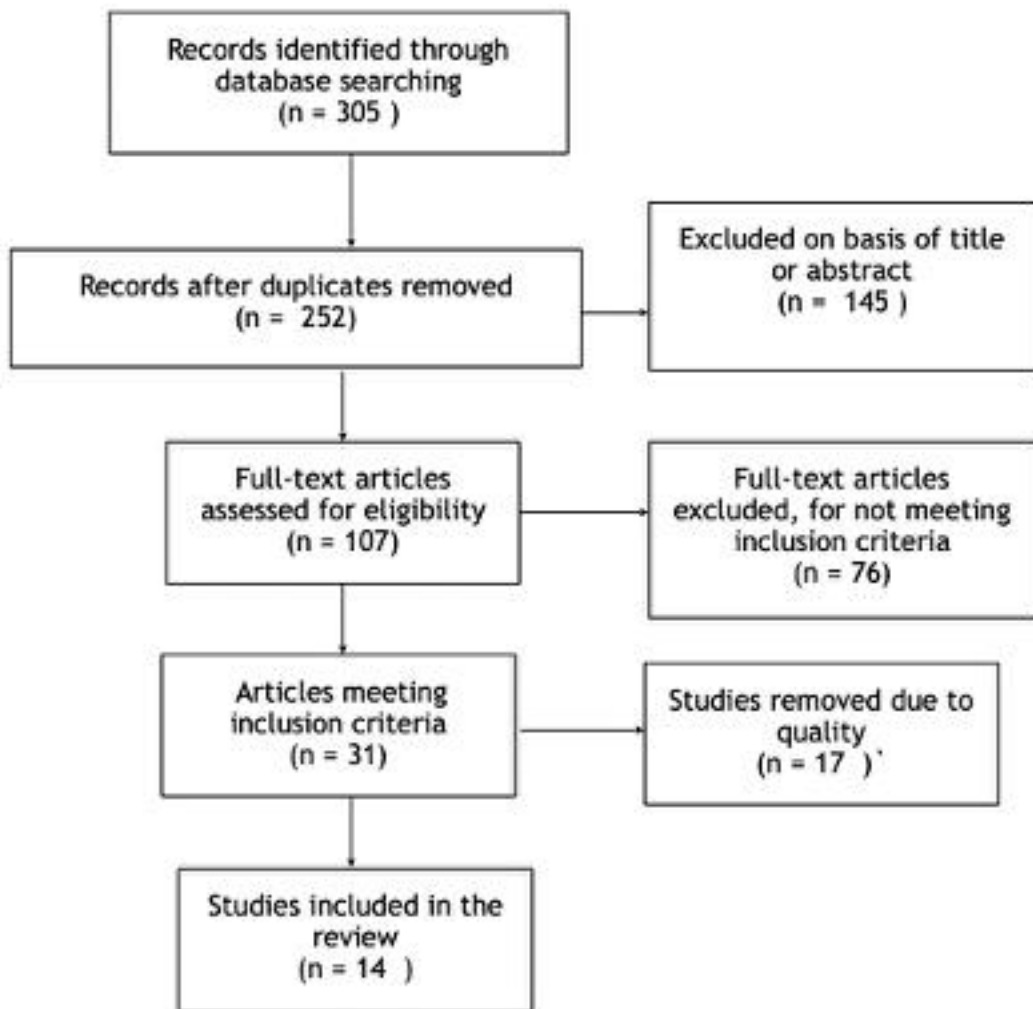 Records identified through
database searching
(n = 305 )
Records after duplicates removed
(n =  252)
Excluded on basis of title
or abstract
(n =  145 )
Full-text articles
assessed for eligibility
(n = 107)
Full-text articles
excluded, for not meeting
inclusion criteria
(n = 76)
Articles meeting
inclusion criteria
(n = 31)
Studies removed due to
quality
(n = 17  )`
Studies included in the
review
(n = 14  )